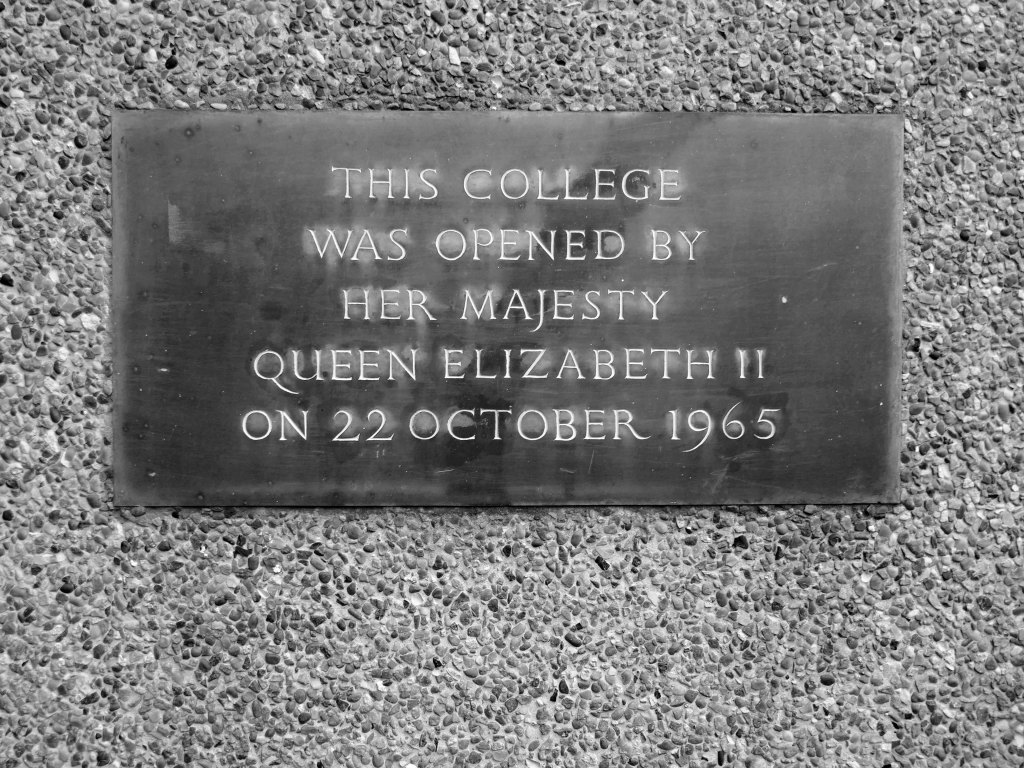 THIS COLLEGE
WAS OPENED BY
HER MAJESTY
QUEEN ELIZABETH II
ON 22 OCTOBER 1965